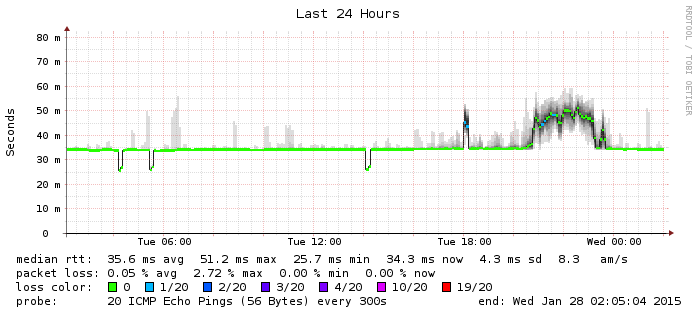 Last 24 Hours
RRDTOOL / TOBI OETIKER
Seconds
80 m
70 m
60 m
50 m
40 m
30 m
20 m
10 m
0
Tue 06:00 Tue 12:00 Tue 18:00 Wed 00:00
median rtt: 35.6 ms avg 51.2 ms max 25.7 ms min 34.3 ms now 4.3 ms sd 8.3 am/s
packet loss: 0.05 % avg 2.72 % max 0.00 % min 0.00 % now
loss color: 0 1/20 2/20 3/20 4/20 10/20 19/20
probe: 20 ICMP Echo Pings (56 Bytes) every 300s end: Wed Jan 28 02:05:04 2015